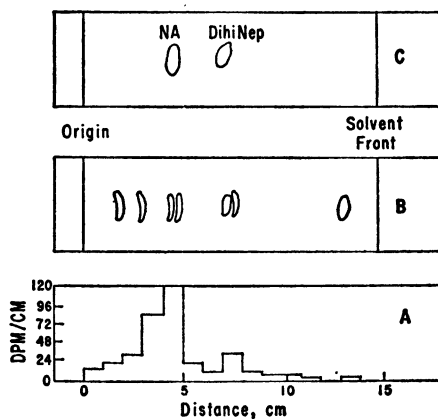 NA DihiNep
C
Origin
Solvent
Front
B
DPM/CM
120
96
72
48
24
0
A
0 5 10 15
Distance, cm